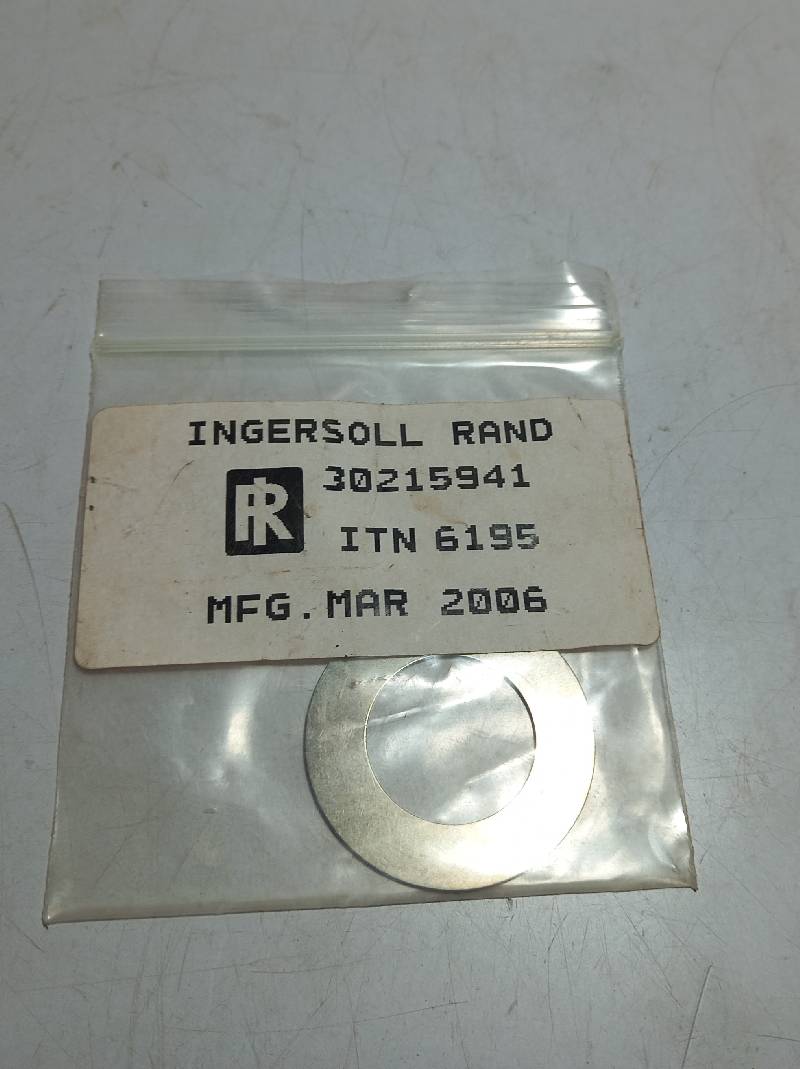 INGERSOLL RAND
IR 30215941
ITN 6195
MFG. MAR 2006